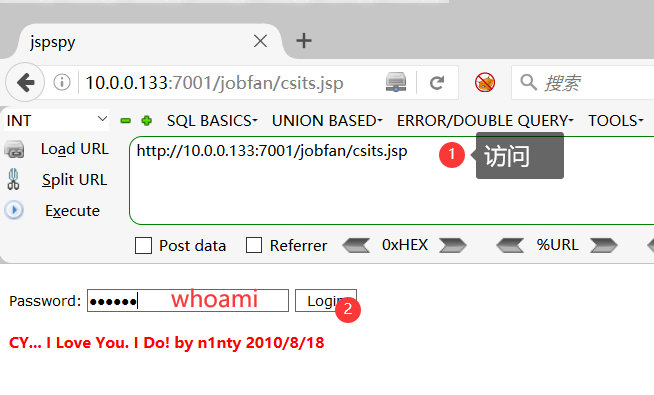 jspspy
10.0.0.133:7001/jobfan/csits.jsp
搜索
INT SQL BASICS UNION BASED ERROR/DOUBLE QUERY TOOLS
Load URL http://10.0.0.133:7001/jobfan/csits.jsp 1 访问
Split URL
Execute
Post data Referrer 0xHEX %URL
Password: •••••• whoami Login 2
CY... I Love You. I Do! by n1nty 2010/8/18